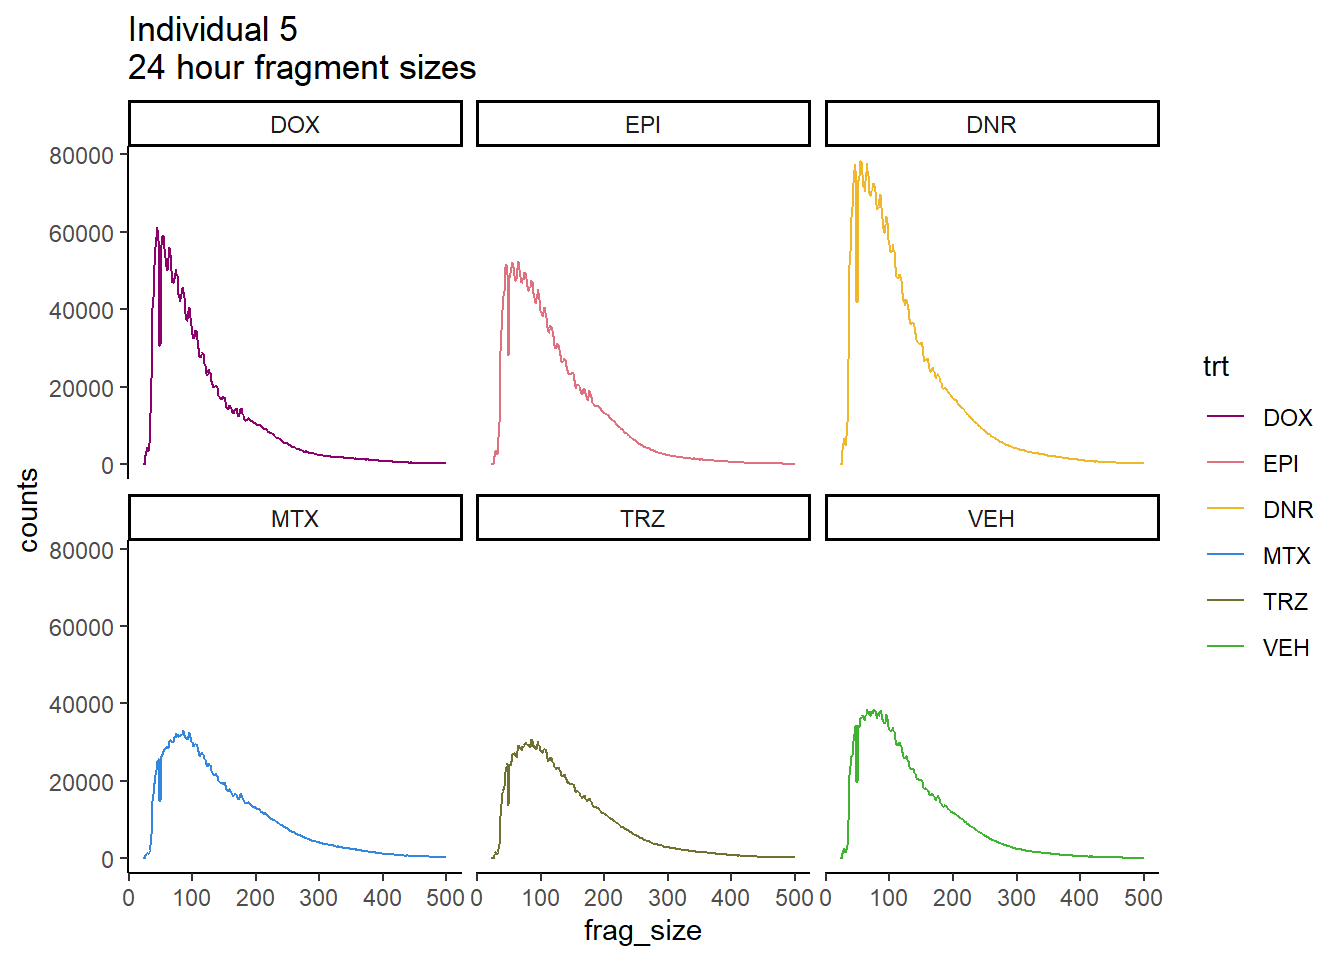 Individual 5
24 hour fragment sizes
DOX
EPI
DNR
80000
60000
40000
20000
0
MTX
TRZ
VEH
80000
60000
40000
20000
0
0 100 200 300 400 500
0 100 200 300 400 500
0 100 200 300 400 500
frag_size
counts
trt
DOX
EPI
DNR
MTX
TRZ
VEH